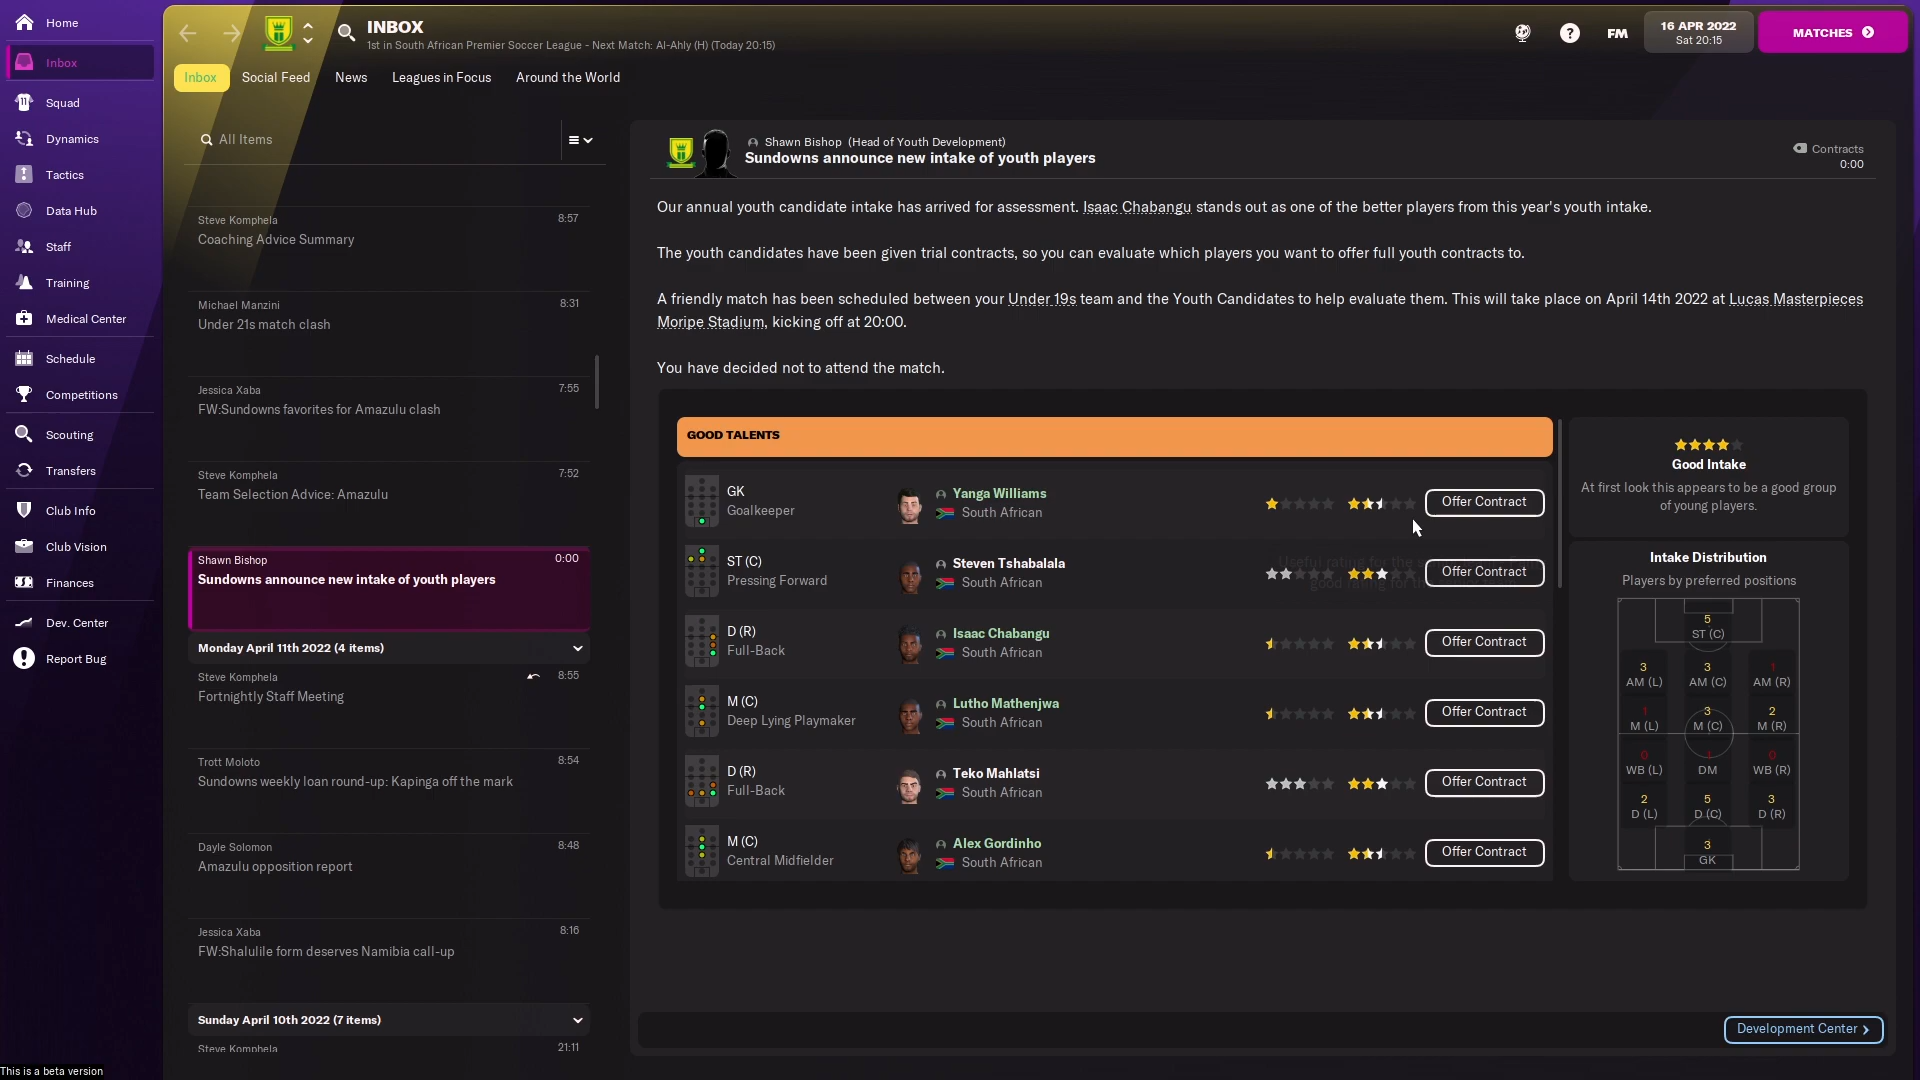 Home
Inbox
Squad
Dynamics
Tactics
Data Hub
Staff
Training
Medical Center
Schedule
Competitions
Scouting
Transfers
Club Info
Club Vision
Finances
Dev. Center
Report Bug
This is a beta version
INBOX
1st in South African Premier Soccer League - Next Match: Al-Ahly (H) (Today 20:15)
FM
16 APR 2022
Sat 20:15
MATCHES
Inbox
Social Feed
News
Leagues in Focus
Around the World
All Items
Steve Komphela
8:57
Coaching Advice Summary
Michael Manzini
8:31
Under 21s match clash
Jessica Xaba
7:55
FW:Sundowns favorites for Amazulu clash
Steve Komphela
7:52
Team Selection Advice: Amazulu
Shawn Bishop
0:00
Sundowns announce new intake of youth players
Monday April 11th 2022 (4 items)
Steve Komphela
8:55
Fortnightly Staff Meeting
Trott Moloto
8:54
Sundowns weekly loan round-up: Kapinga off the mark
Dayle Solomon
8:48
Amazulu opposition report
Jessica Xaba
8:16
FW:Shalulile form deserves Namibia call-up
Sunday April 10th 2022 (7 items)
Steve Komphela
21:11
Shawn Bishop (Head of Youth Development)
Sundowns announce new intake of youth players
Contracts
0:00
Our annual youth candidate intake has arrived for assessment. Isaac Chabangu stands out as one of the better players from this year's youth intake.
The youth candidates have been given trial contracts, so you can evaluate which players you want to offer full youth contracts to.
A friendly match has been scheduled between your Under 19s team and the Youth Candidates to help evaluate them. This will take place on April 14th 2022 at Lucas Masterpieces
Moripe Stadium, kicking off at 20:00.
You have decided not to attend the match.
GOOD TALENTS
GK
Goalkeeper
Yanga Williams
South African
Offer Contract
ST (C)
Pressing Forward
Steven Tshabalala
South African
Offer Contract
D (R)
Full-Back
Isaac Chabangu
South African
Offer Contract
M (C)
Deep Lying Playmaker
Lutho Mathenjwa
South African
Offer Contract
D (R)
Full-Back
Teko Mahlatsi
South African
Offer Contract
M (C)
Central Midfielder
Alex Gordinho
South African
Offer Contract
Good Intake
At first look this appears to be a good group
of young players.
Intake Distribution
Players by preferred positions
5
ST (C)
3
AM (L)
3
AM (C)
1
AM (R)
1
M (L)
3
M (C)
2
M (R)
0
WB (L)
1
DM
0
WB (R)
2
D (L)
5
D (C)
3
D (R)
3
GK
Development Center